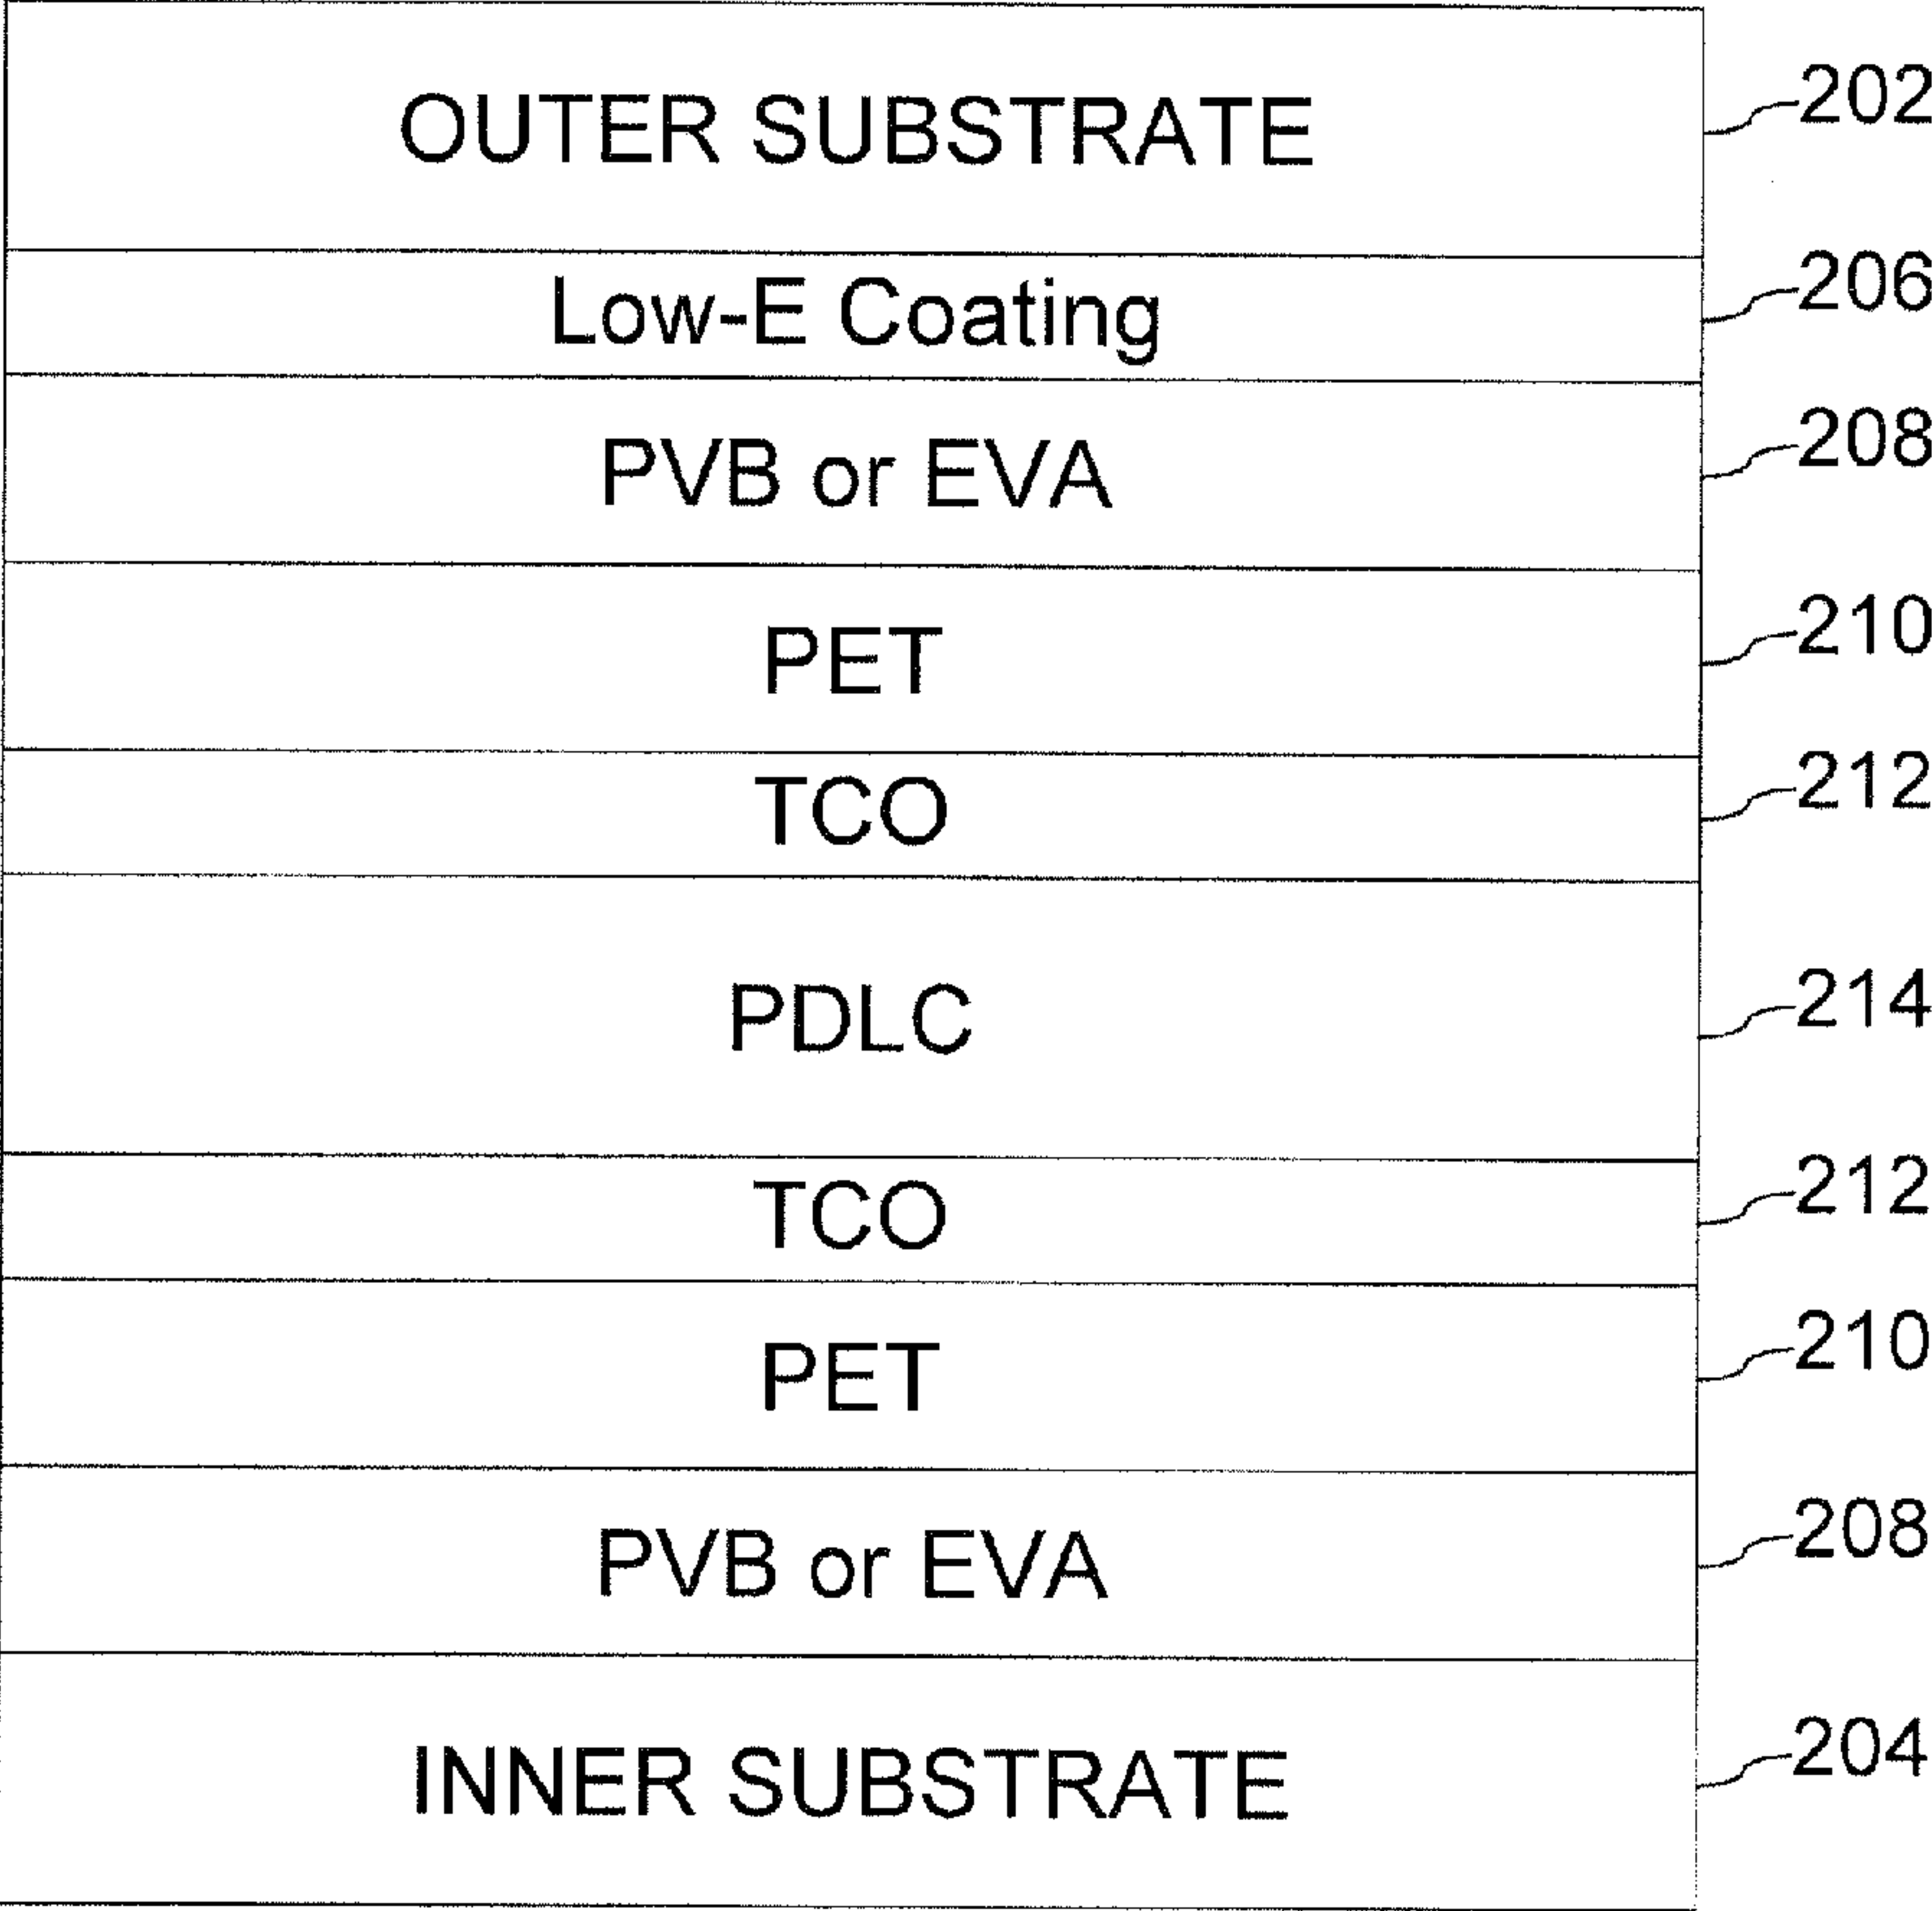 OUTER SUBSTRATE 202
Low-E Coating 206
PVB or EVA 208
PET 210
TCO 212
PDLC 214
TCO 212
PET 210
PVB or EVA 208
INNER SUBSTRATE 204